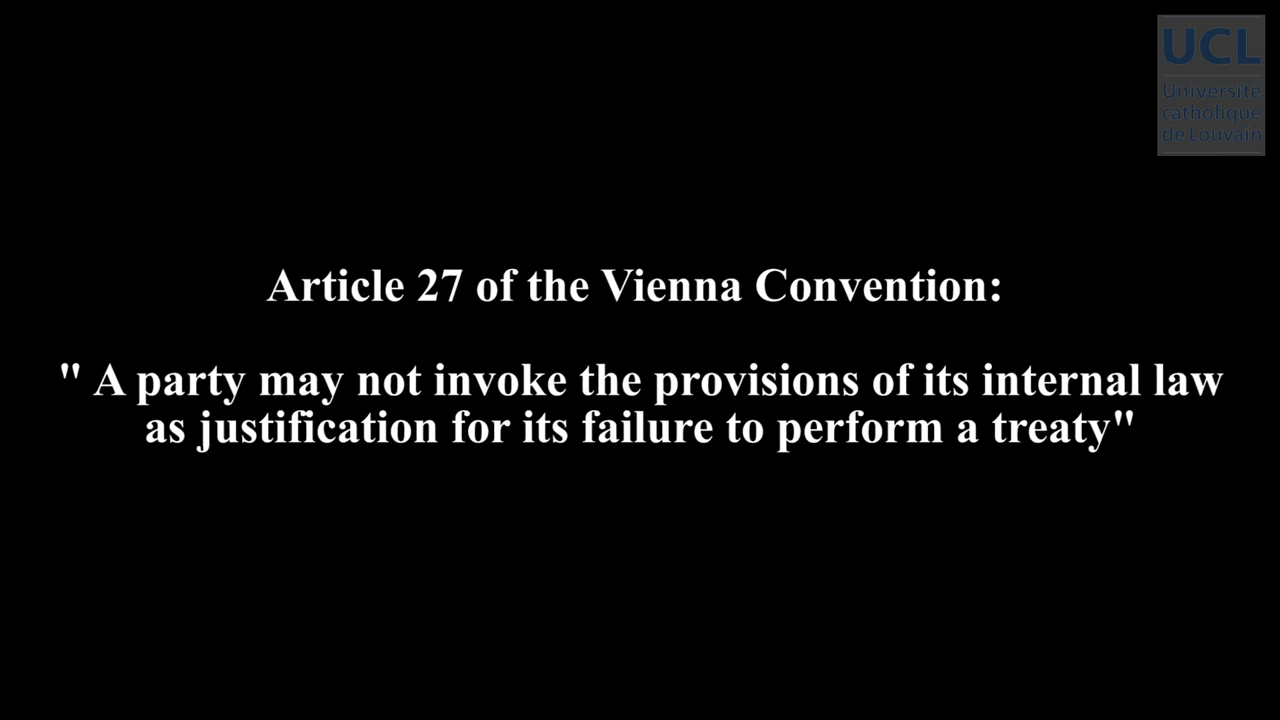 UCL
Université
catholique
de Louvain
Article 27 of the Vienna Convention:
" A party may not invoke the provisions of its internal law
as justification for its failure to perform a treaty"